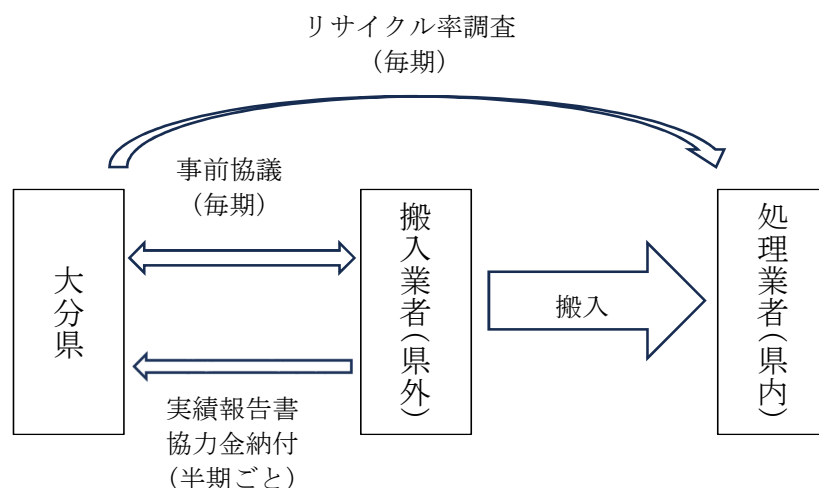 リサイクル率調査
（毎期）
事前協議
（毎期）
大分県
搬入業者（県外）
処理業者（県内）
搬入
実績報告書
協力金納付
（半期ごと）